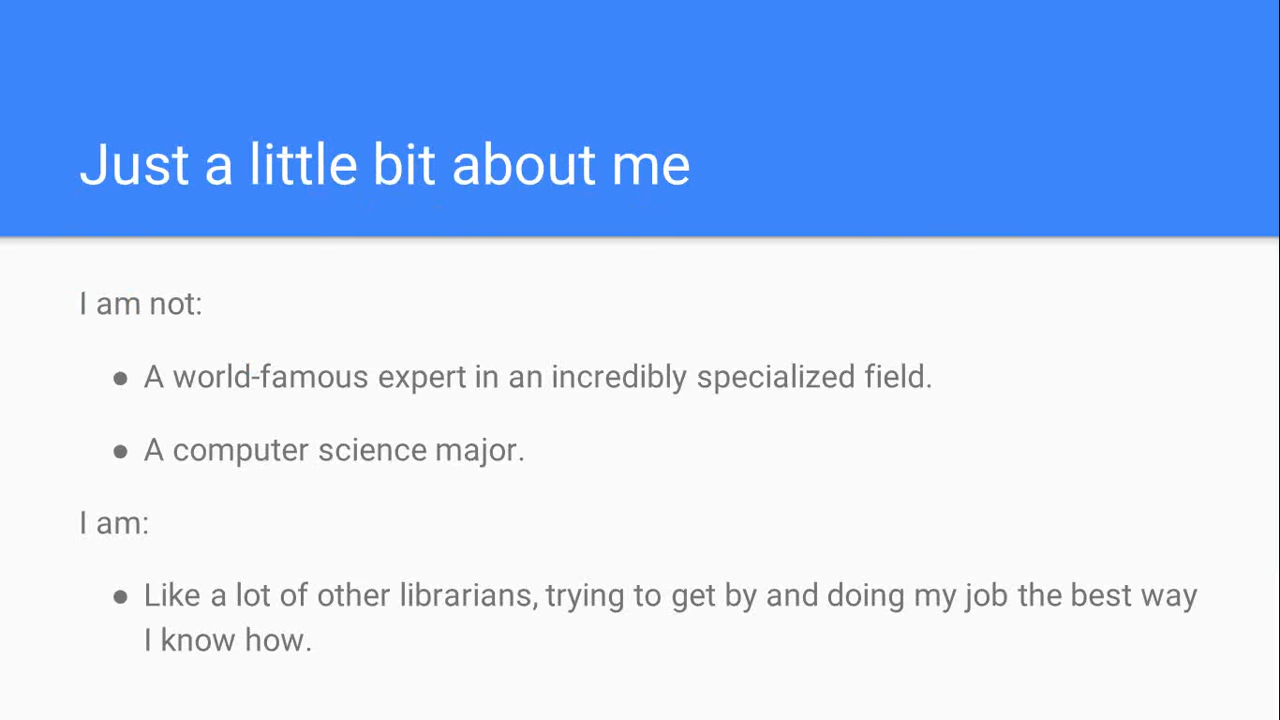 Just a little bit about me
I am not:
● A world-famous expert in an incredibly specialized field.
● A computer science major.
I am:
● Like a lot of other librarians, trying to get by and doing my job the best way
I know how.